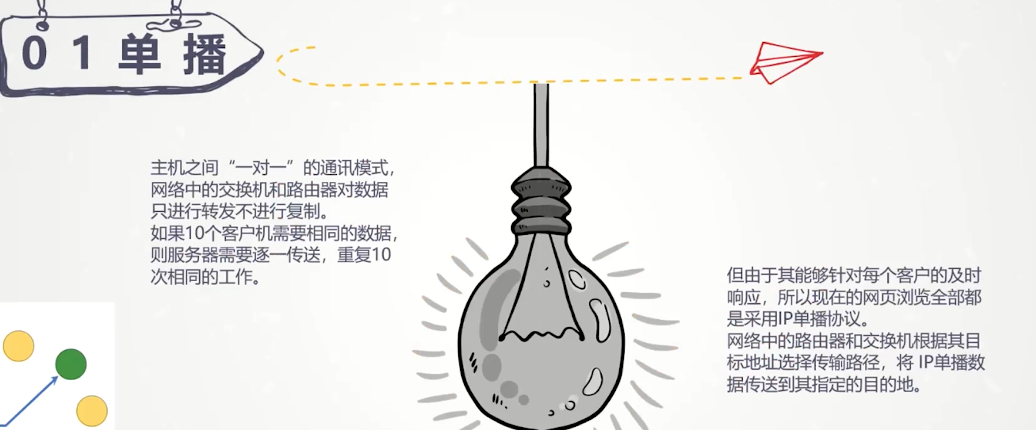 01单播
主机之间“一对一”的通讯模式，
网络中的交换机和路由器对数据
只进行转发不进行复制。
如果10个客户机需要相同的数据，
则服务器需要逐一传送，重复10
次相同的工作。
但由于其能够针对每个客户的及时
响应，所以现在的网页浏览全部都
是采用IP单播协议。
网络中的路由器和交换机根据其目
标地址选择传输路径，将 IP单播数
据传送到其指定的目的地。